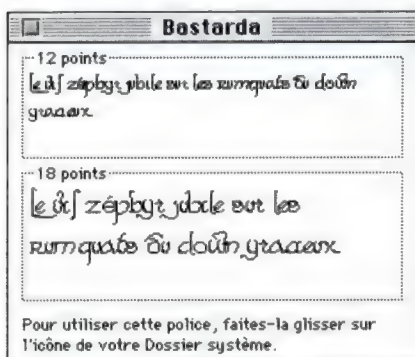 Bastarda
12 points
Le vif zéphyr jubile sur les kumquats du clown
gracieux.
18 points
Le vif zéphyr jubile sur les
kumquats du clown gracieux.
Pour utiliser cette police, faites-la glisser sur
l'icône de votre Dossier système.